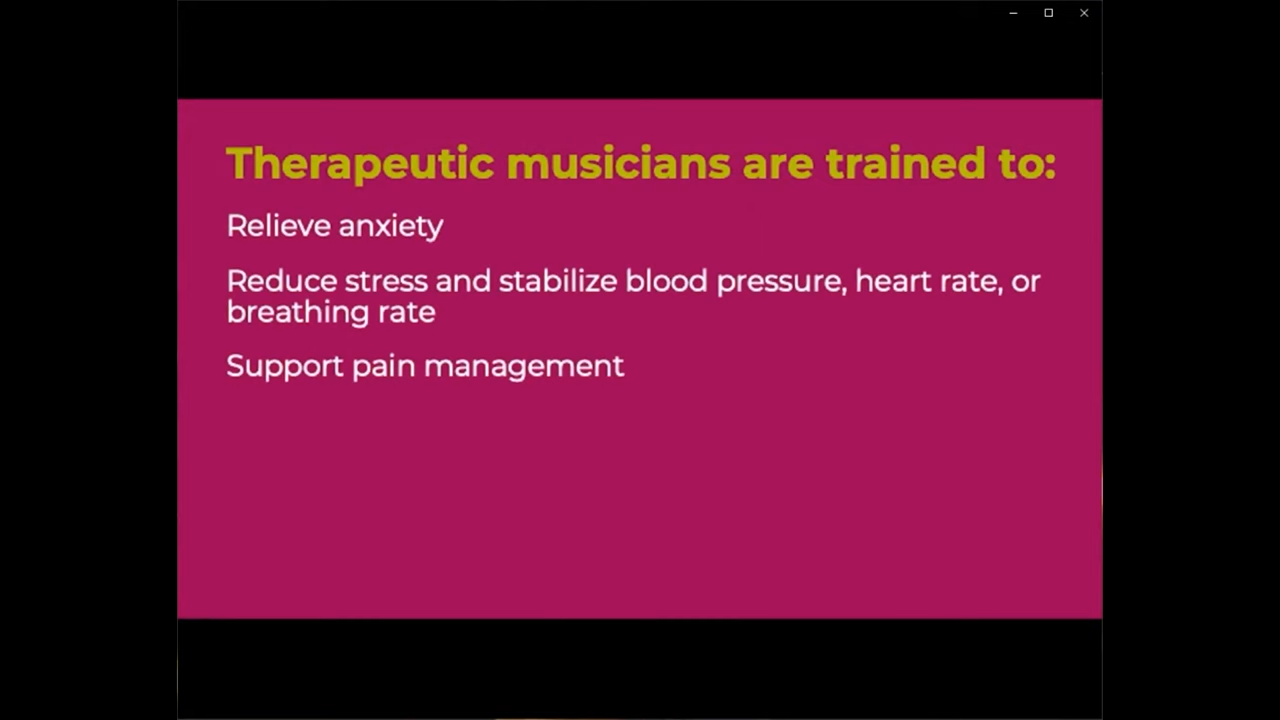 Therapeutic musicians are trained to:
Relieve anxiety
Reduce stress and stabilize blood pressure, heart rate, or
breathing rate
Support pain management